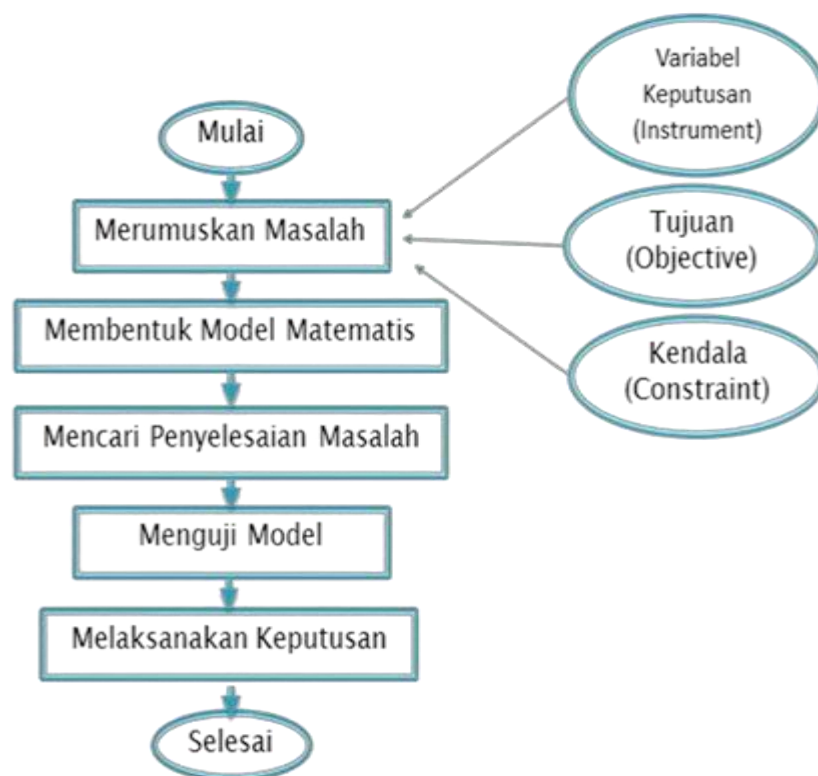 Mulai
Merumuskan Masalah
Membentuk Model Matematis
Mencari Penyelesaian Masalah
Menguji Model
Melaksanakan Keputusan
Selesai
Variabel
Keputusan
(Instrument)
Tujuan
(Objective)
Kendala
(Constraint)